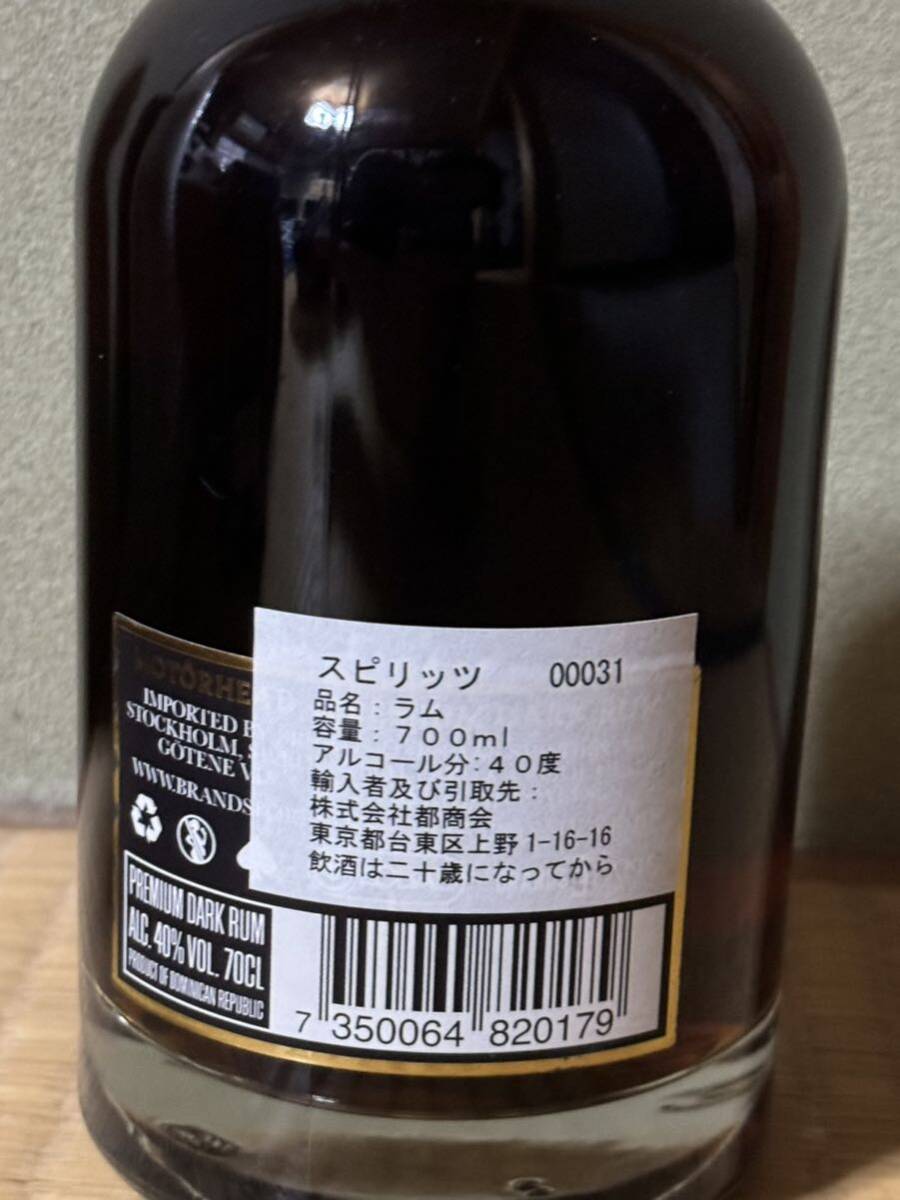 MOTÖRHE
IMPORTED B
STOCKHOLM, S
GÖTENE V
WWW.BRANDS
PREMIUM DARK RUM
ALC. 40% VOL. 70CL
PRODUCT OF DOMINICAN REPUBLIC
スピリッツ 00031
品名：ラム
容量：７００ml
アルコール分：４０度
輸入者及び引取先：
株式会社都商会
東京都台東区上野1-16-16
飲酒は二十歳になってから
7 350064 820179